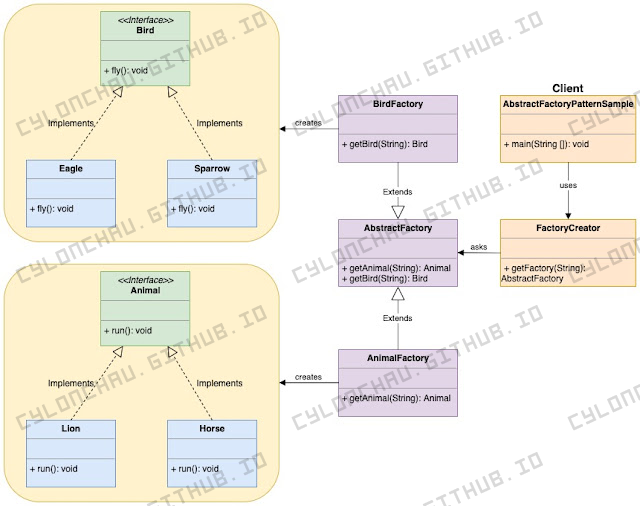 <<Interface>>
Bird
+ fly(): void
Implements
Implements
Eagle
+ fly(): void
Sparrow
+ fly(): void
<<Interface>>
Animal
+ run(): void
Implements
Implements
Lion
+ run(): void
Horse
+ run(): void
creates
creates
BirdFactory
+ getBird(String): Bird
Extends
AbstractFactory
+ getAnimal(String): Animal
+ getBird(String): Bird
Extends
AnimalFactory
+ getAnimal(String): Animal
asks
Client
AbstractFactoryPatternSample
+ main(String []): void
uses
FactoryCreator
+ getFactory(String):
AbstractFactory
CYLONCHAU.GITHUB.IO
CYLONCHAU.GITHUB.IO
CYLONCHAU.GITHUB.IO
CYLONCHAU.GITHUB.IO
CYLONCHAU.GITHUB.IO
CYLONCHAU.GITHUB.IO